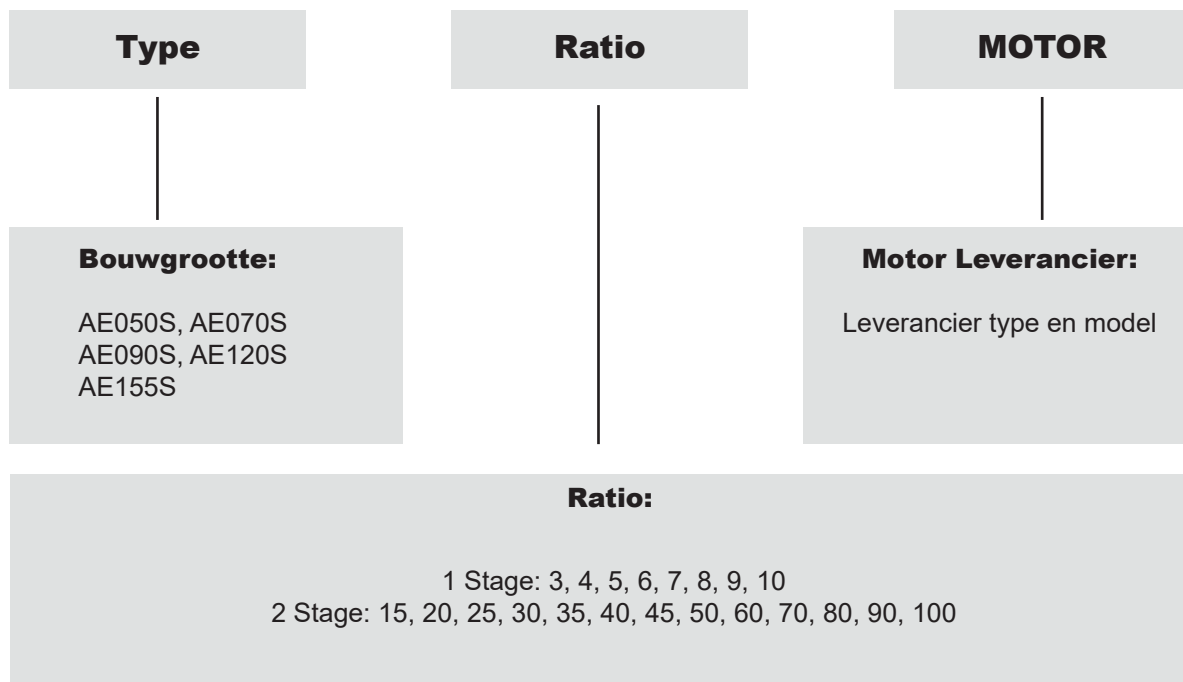 Type
Ratio
MOTOR
Bouwgrootte:
AE050S, AE070S
AE090S, AE120S
AE155S
Motor Leverancier:
Leverancier type en model
Ratio:
1 Stage: 3, 4, 5, 6, 7, 8, 9, 10
2 Stage: 15, 20, 25, 30, 35, 40, 45, 50, 60, 70, 80, 90, 100